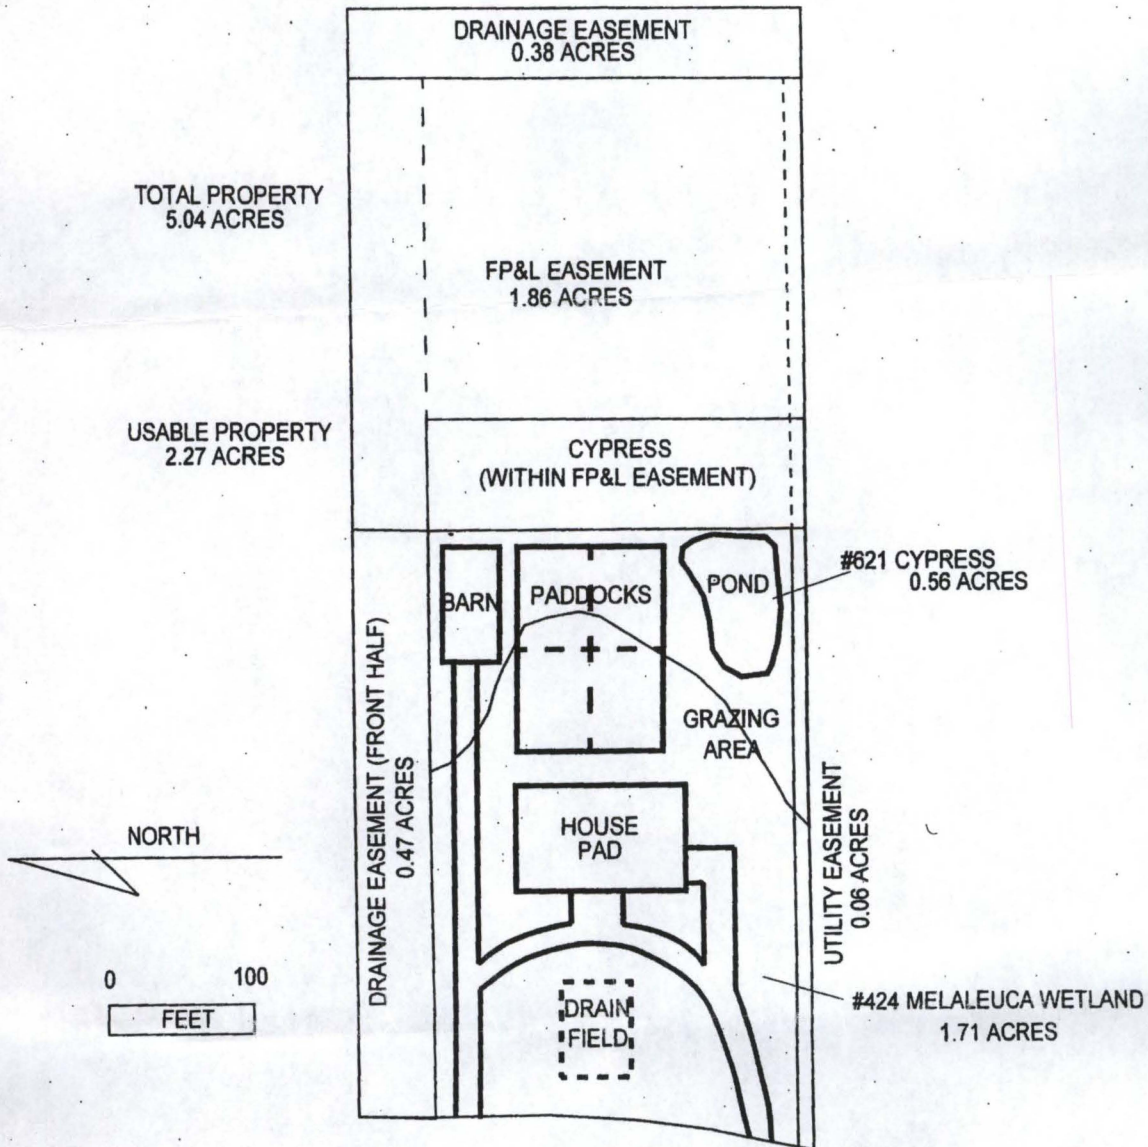 DRAINAGE EASEMENT
0.38 ACRES
TOTAL PROPERTY
5.04 ACRES
FP&L EASEMENT
1.86 ACRES
USABLE PROPERTY
2.27 ACRES
CYPRESS
(WITHIN FP&L EASEMENT)
#621 CYPRESS
0.56 ACRES
POND
BARN
PADDOCKS
GRAZING
AREA
DRAINAGE EASEMENT (FRONT HALF)
0.47 ACRES
HOUSE
PAD
UTILITY EASEMENT
0.06 ACRES
NORTH
0 100
FEET
DRAIN
FIELD
#424 MELALEUCA WETLAND
1.71 ACRES